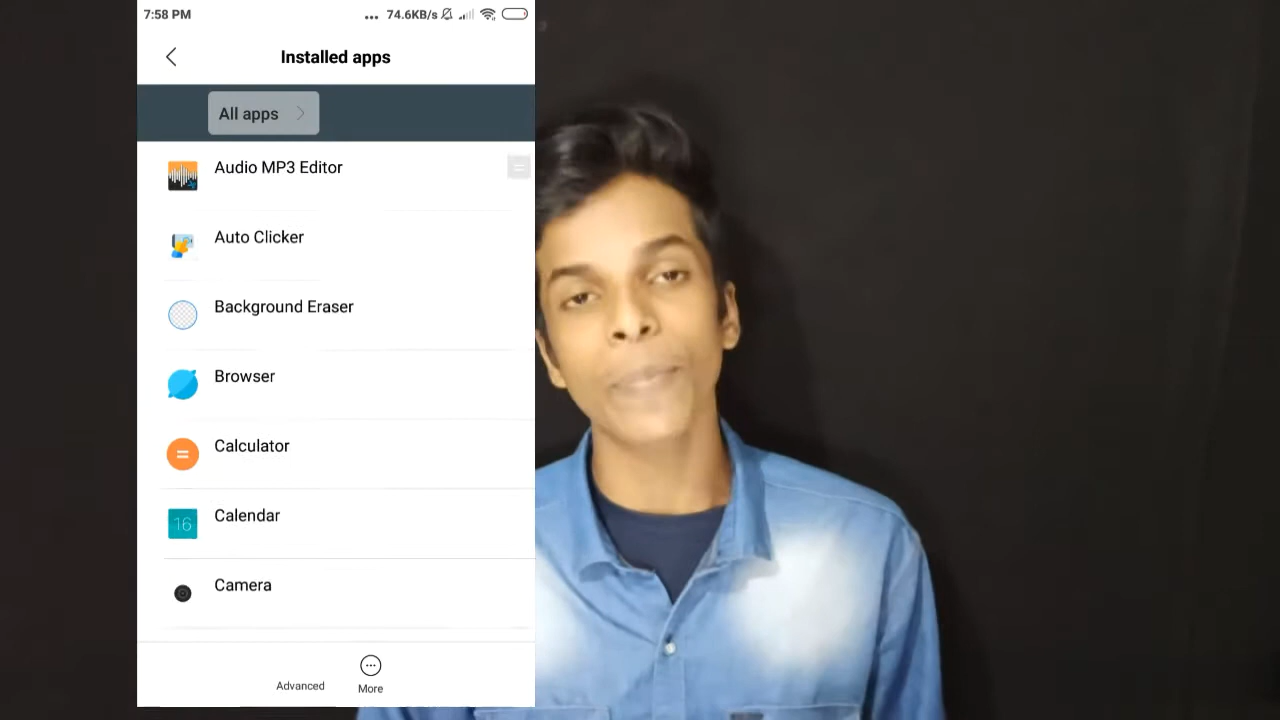 7:58 PM ... 74.6KB/s
Installed apps
All apps
Audio MP3 Editor
Auto Clicker
Background Eraser
Browser
Calculator
16 Calendar
Camera
Advanced
More